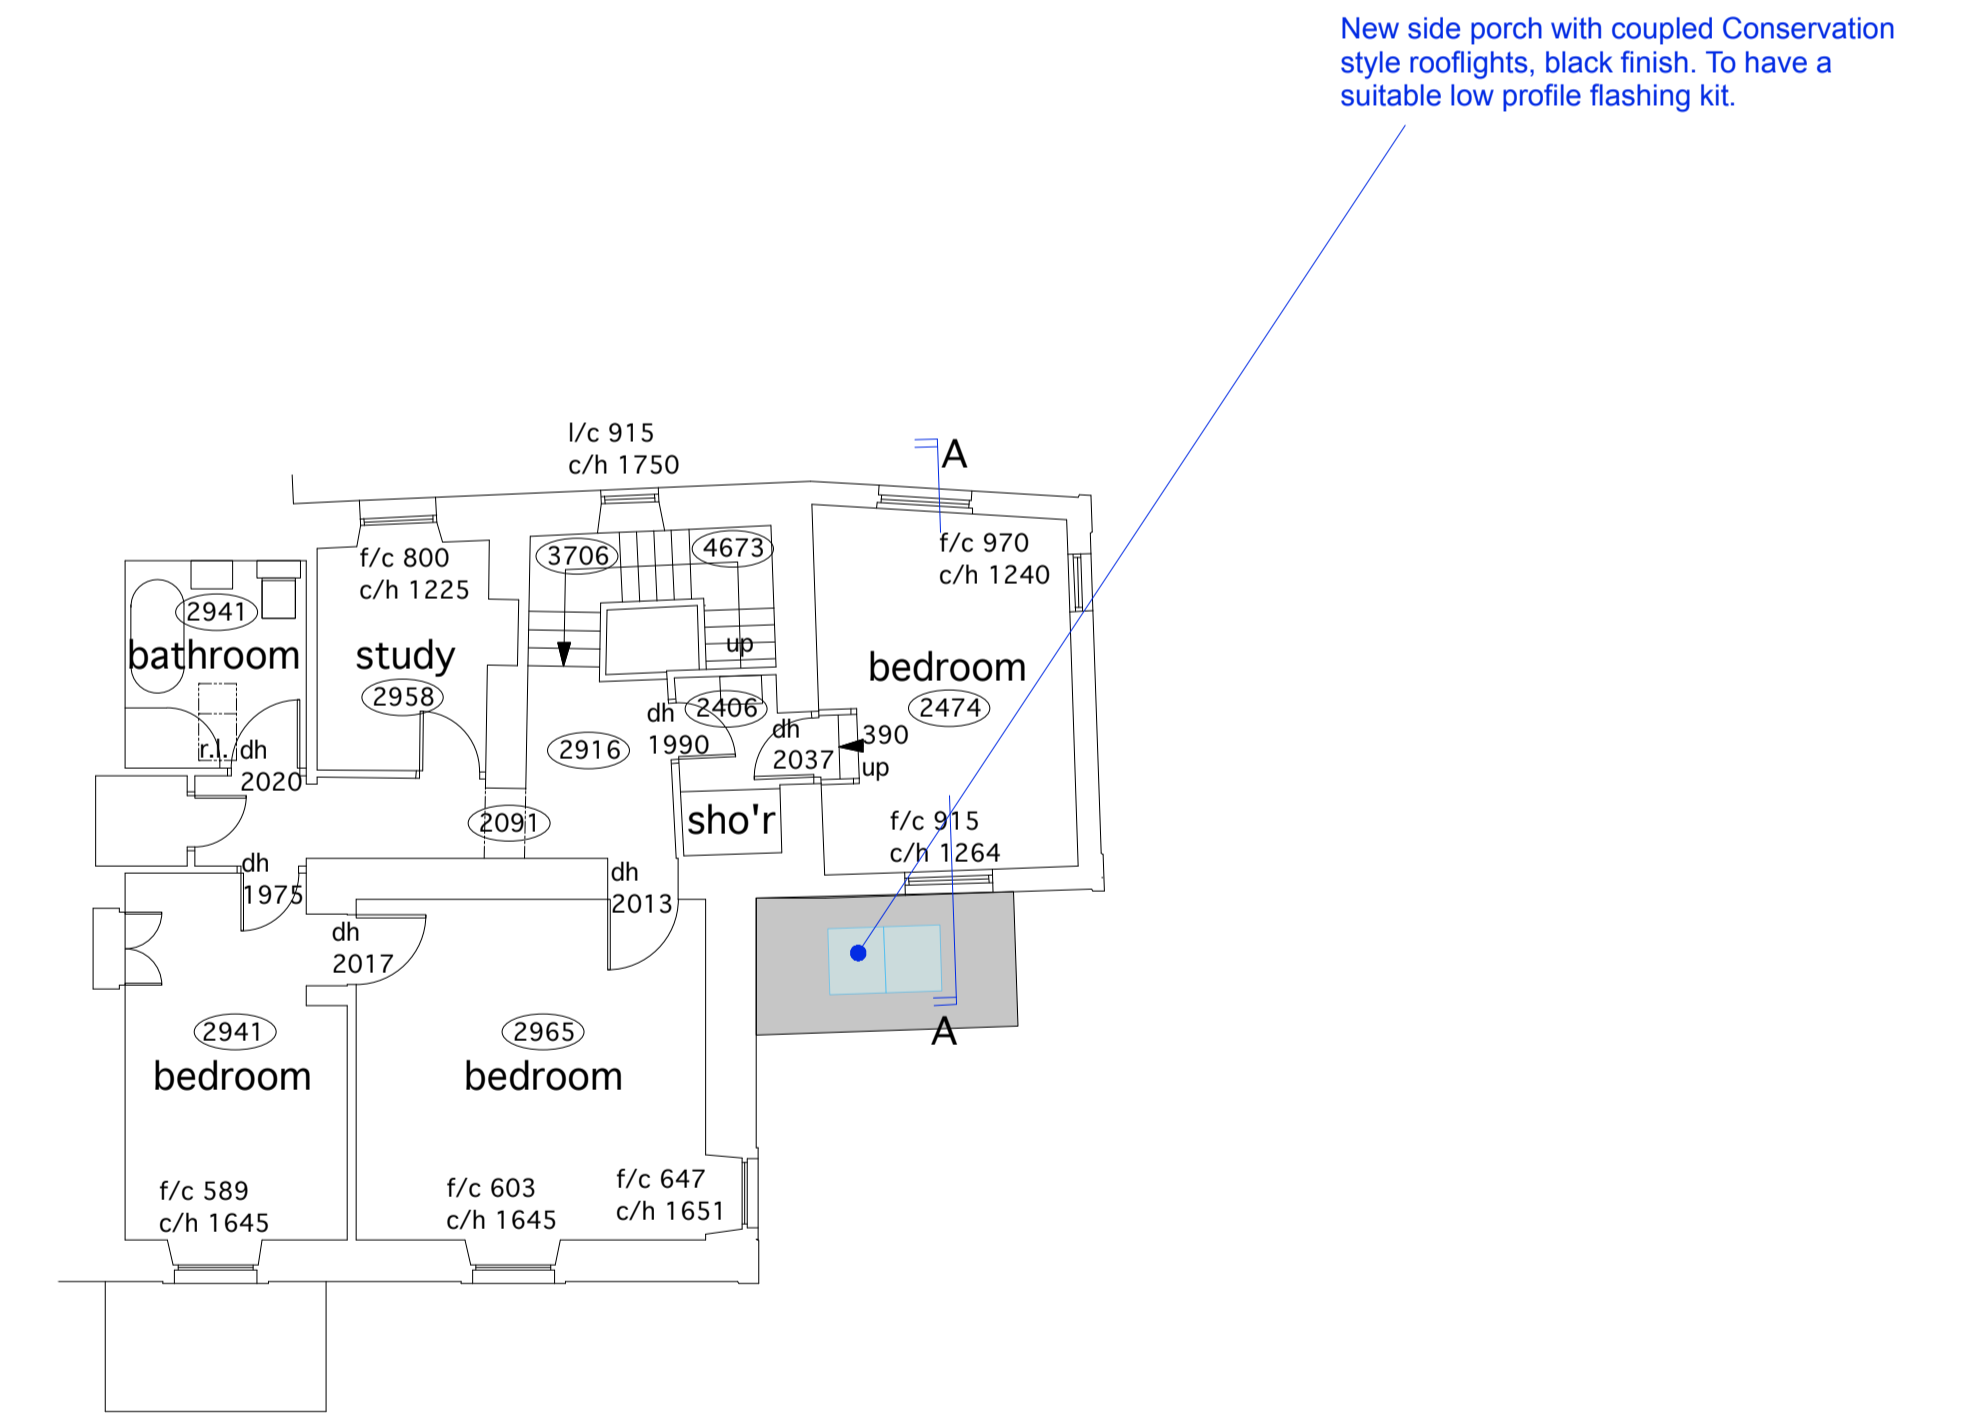 New side porch with coupled Conservation
style rooflights, black finish. To have a
suitable low profile flashing kit.
l/c 915
c/h 1750
A
f/c 970
c/h 1240
f/c 800
c/h 1225
3706
4673
2941
bathroom
study
2958
up
bedroom
2474
2406
dh
1990
dh
2037
390
up
2916
r.l.
dh
2020
2091
sho'r
f/c 915
c/h 1264
dh
1975
dh
2013
dh
2017
A
2941
bedroom
2965
bedroom
f/c 589
c/h 1645
f/c 603
c/h 1645
f/c 647
c/h 1651